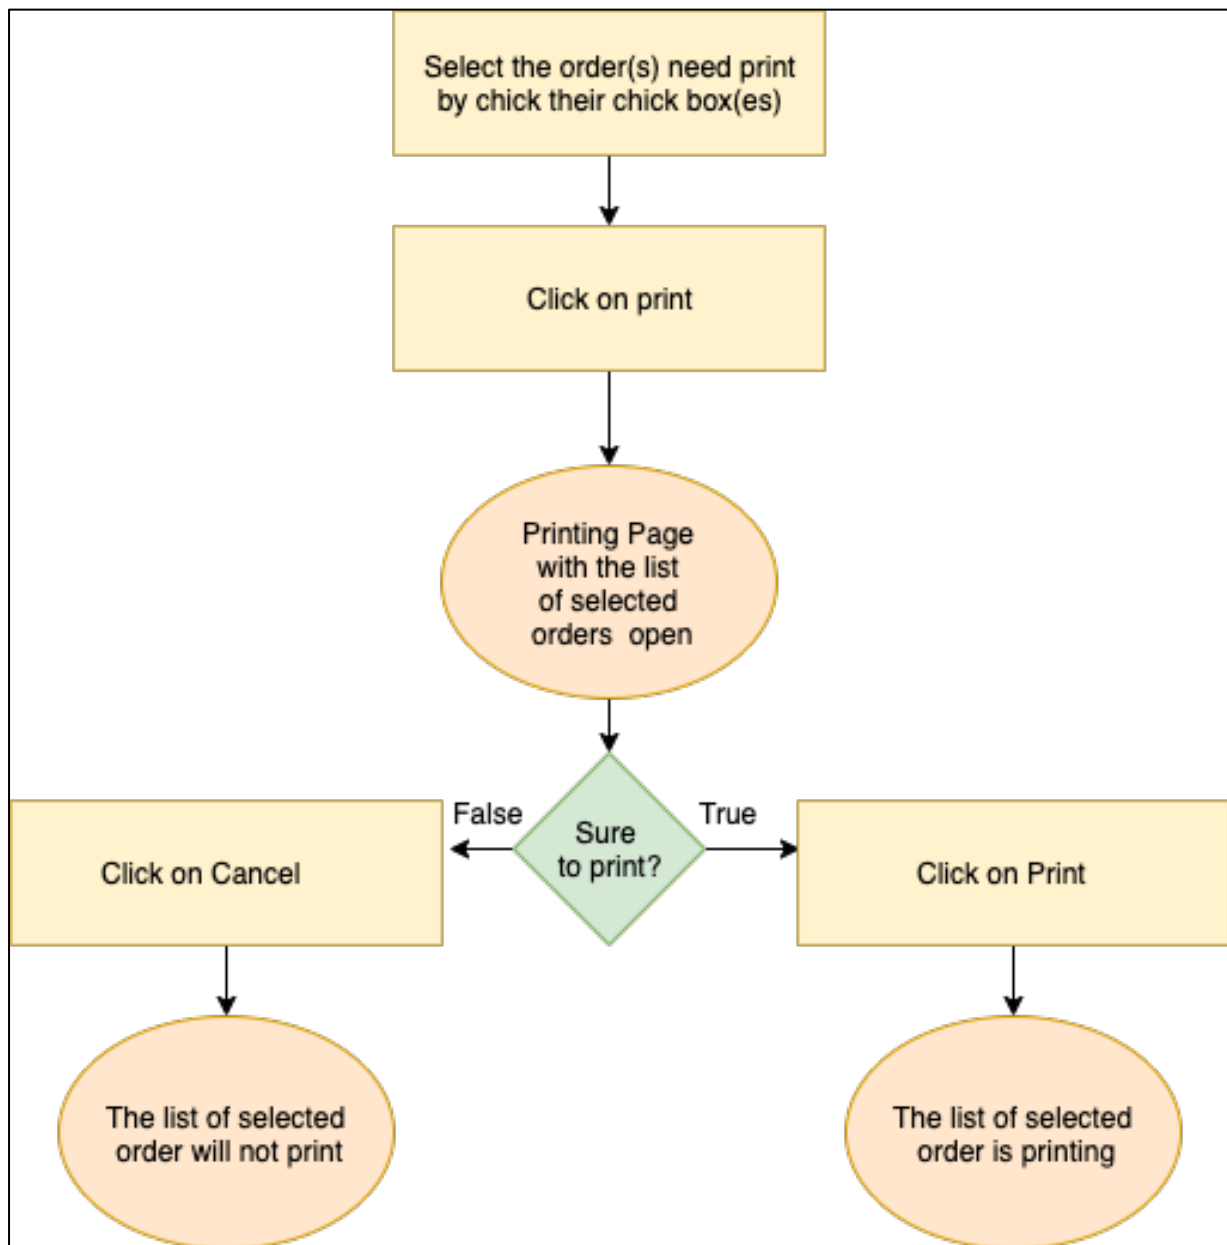 Select the order(s) need print
by chick their chick box(es)
Click on print
Printing Page
with the list
of selected
orders open
False
Sure
to print?
True
Click on Cancel
Click on Print
The list of selected
order will not print
The list of selected
order is printing